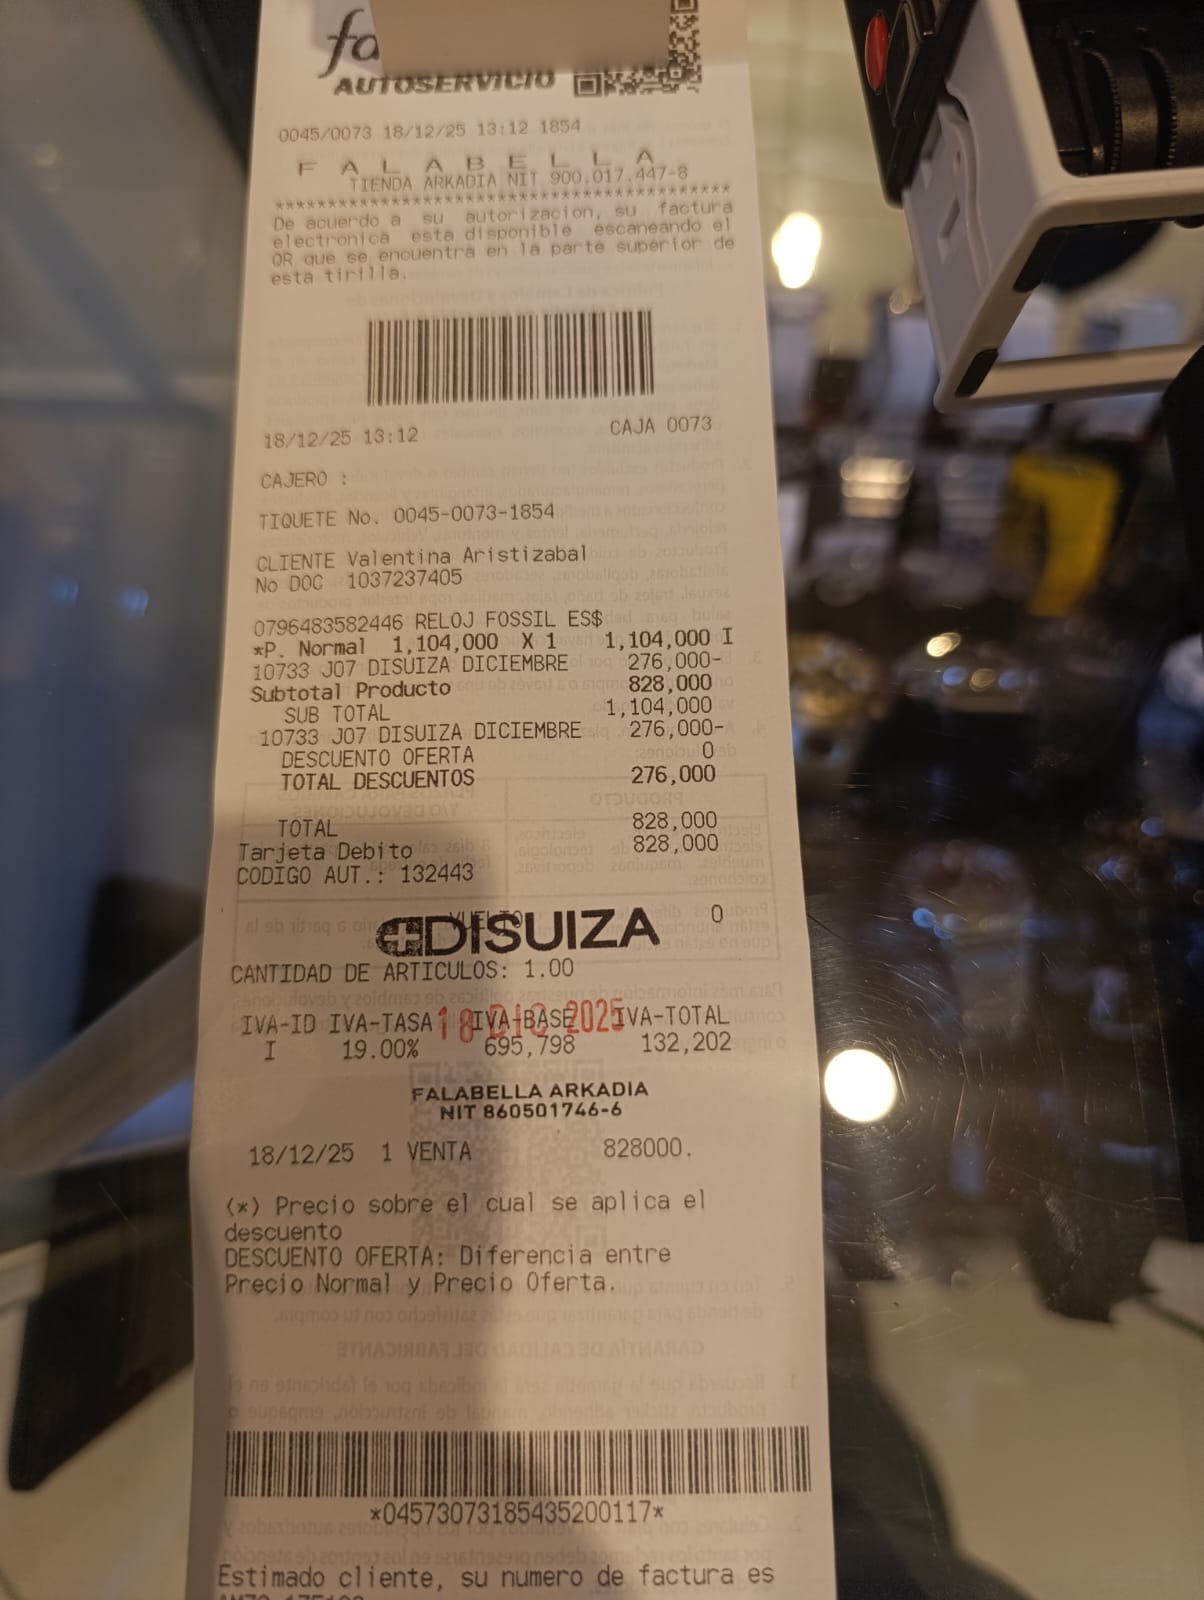 fa
AUTOSERVICIO
0045/0073 18/12/25 13:12 1854
F A L A B E L L A
TIENDA ARKADIA NIT 900.017.447-8
****************************************
De acuerdo a su autorizacion, su factura
electronica esta disponible escaneando el
QR que se encuentra en la parte superior de
esta tirilla.
18/12/25 13:12 CAJA 0073
CAJERO :
TIQUETE No. 0045-0073-1854
CLIENTE Valentina Aristizabal
No DOC 1037237405
0796483582446 RELOJ FOSSIL ES$
*P. Normal 1,104,000 X 1 1,104,000 I
10733 J07 DISUIZA DICIEMBRE 276,000-
Subtotal Producto 828,000
SUB TOTAL 1,104,000
10733 J07 DISUIZA DICIEMBRE 276,000-
DESCUENTO OFERTA 0
TOTAL DESCUENTOS 276,000
TOTAL 828,000
Tarjeta Debito 828,000
CODIGO AUT.: 132443
VUELTO 0
DISUIZA
CANTIDAD DE ARTICULOS: 1.00
18 DIC 2025
IVA-ID IVA-TASA IVA-BASE IVA-TOTAL
I 19.00% 695,798 132,202
FALABELLA ARKADIA
NIT 860501746-6
18/12/25 1 VENTA 828000.
(*) Precio sobre el cual se aplica el
descuento
DESCUENTO OFERTA: Diferencia entre
Precio Normal y Precio Oferta.
*04573073185435200117*
Estimado cliente, su numero de factura es